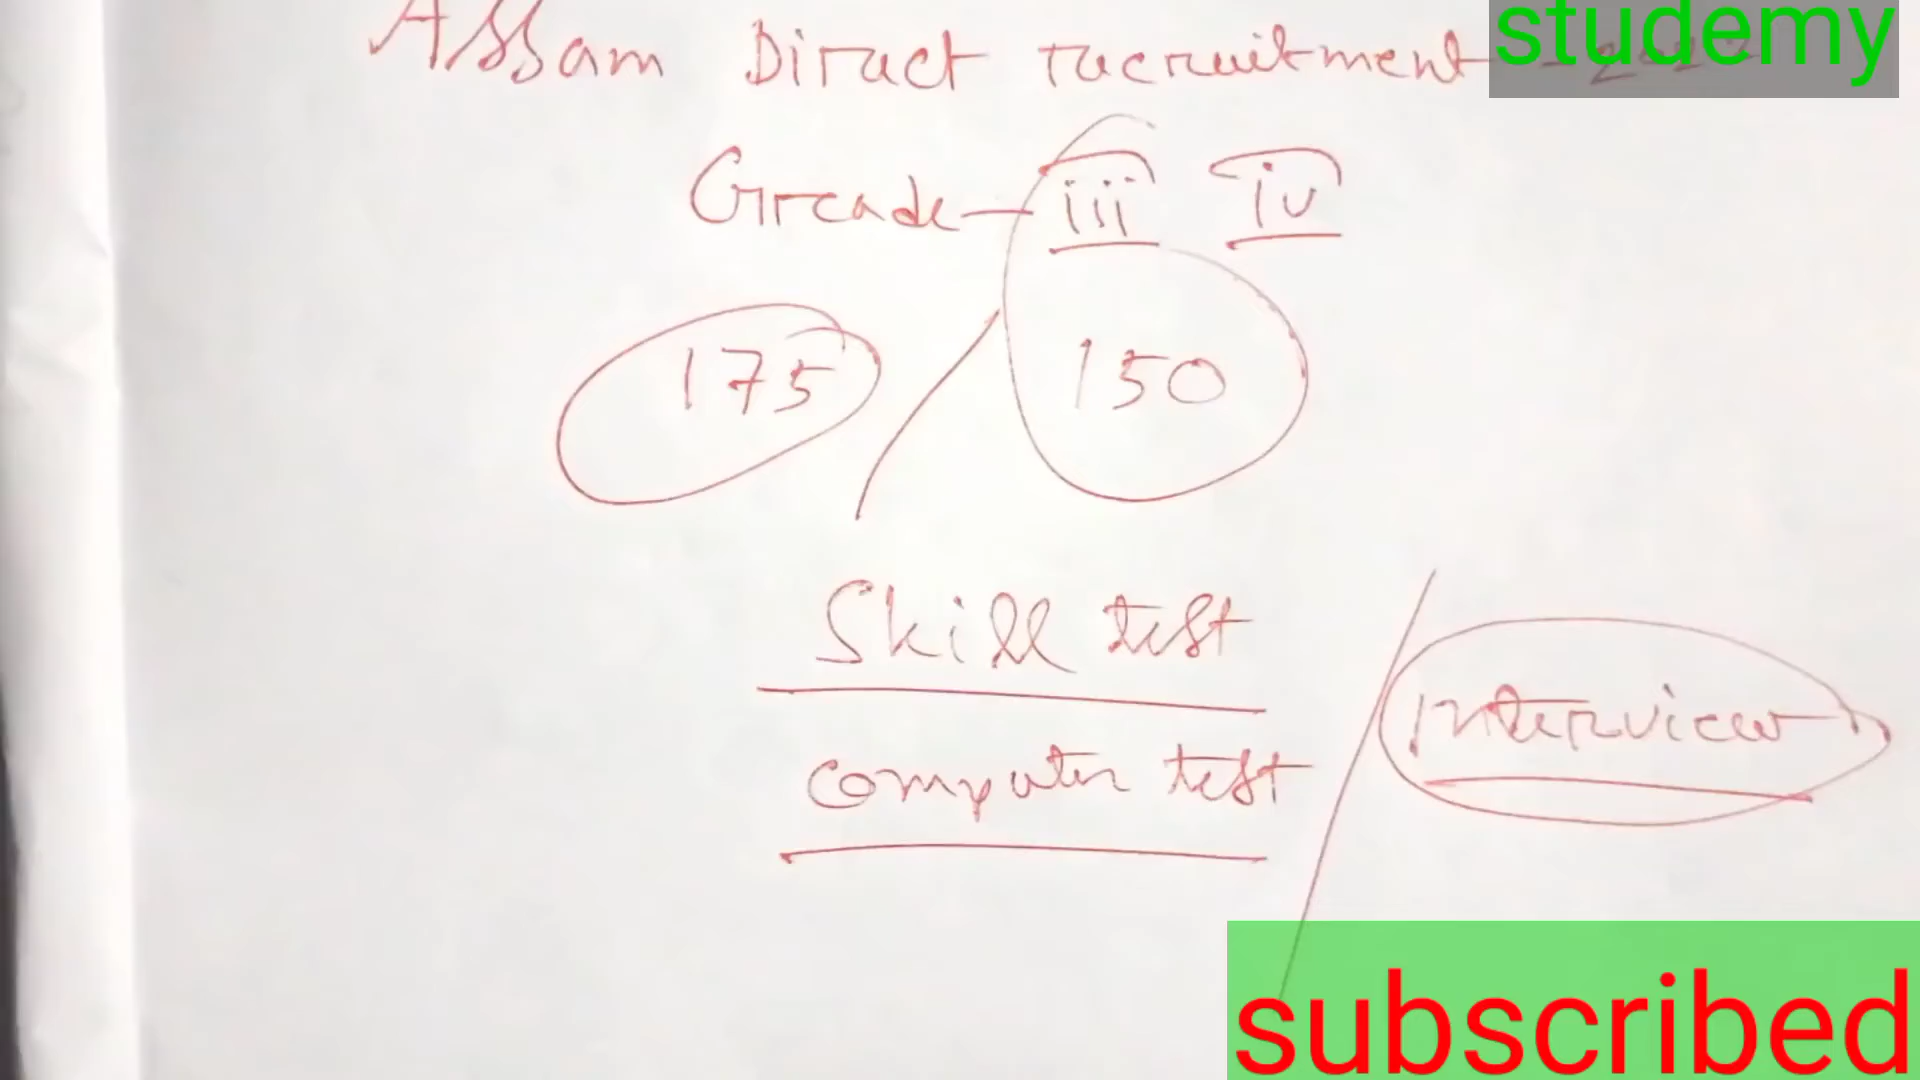 Assam Direct recruitment
studemy
Grade - iii iv
175 150
Skill test
Interview
computer test
subscribed